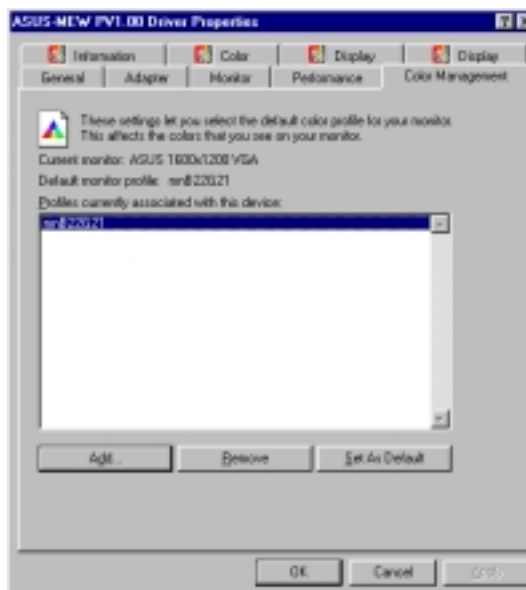 ASUS-MEW PV1.00 Driver Properties
Information Color Display Display
General Adapter Monitor Performance Color Management
These settings let you select the default color profile for your monitor.
This affects the colors that you see on your monitor.
Current monitor: ASUS 1600x1200 VGA
Default monitor profile: mnB22G21
Profiles currently associated with this device:
mnB22G21
Add... Remove Set As Default
OK Cancel Apply